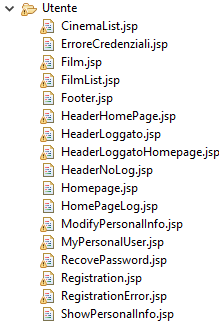 Utente
CinemaList.jsp
ErroreCredenziali.jsp
Film.jsp
FilmList.jsp
Footer.jsp
HeaderHomePage.jsp
HeaderLoggato.jsp
HeaderLoggatoHomepage.jsp
HeaderNoLog.jsp
Homepage.jsp
HomePageLog.jsp
ModifyPersonalInfo.jsp
MyPersonalUser.jsp
RecovePassword.jsp
Registration.jsp
RegistrationError.jsp
ShowPersonalInfo.jsp